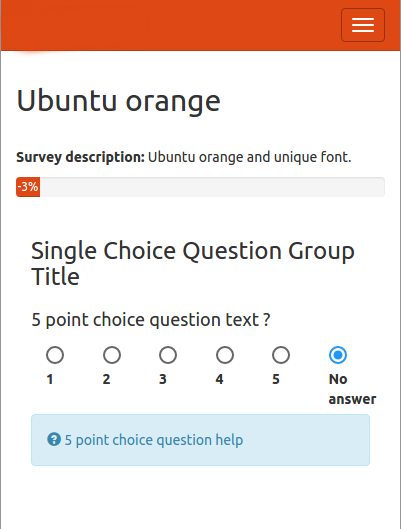 Ubuntu orange
Survey description: Ubuntu orange and unique font.
-3%
Single Choice Question Group
Title
5 point choice question text ?
1 2 3 4 5 No
answer
5 point choice question help